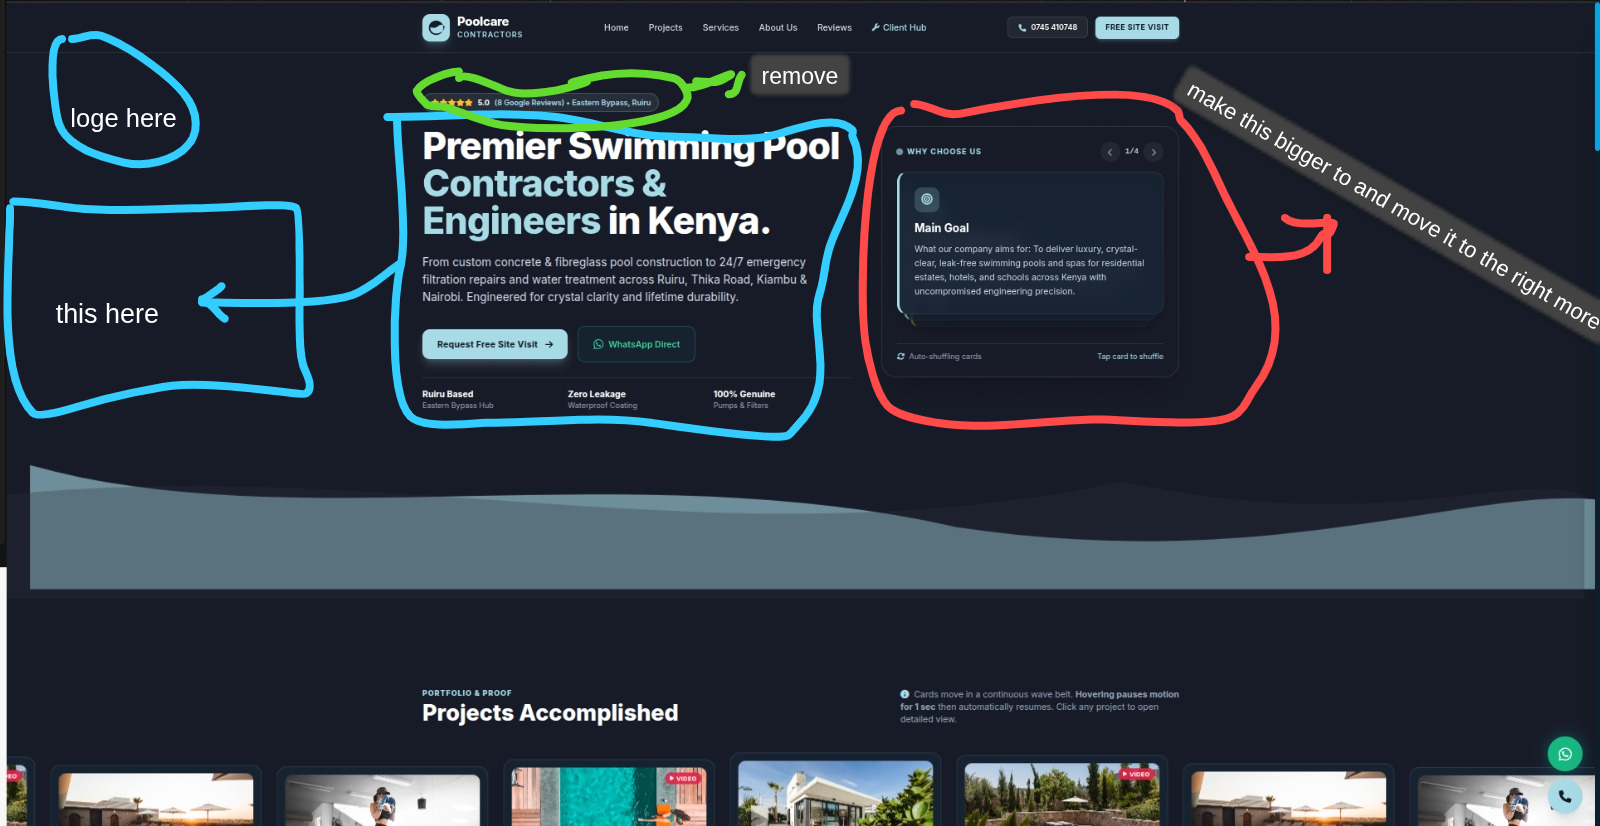 Poolcare
CONTRACTORS
Home
Projects
Services
About Us
Reviews
Client Hub
0745 410748
FREE SITE VISIT
loge here
remove
5.0 (8 Google Reviews) • Eastern Bypass, Ruiru
make this bigger to and move it to the right more
this here
Premier Swimming Pool
Contractors &
Engineers in Kenya.
From custom concrete & fibreglass pool construction to 24/7 emergency
filtration repairs and water treatment across Ruiru, Thika Road, Kiambu &
Nairobi. Engineered for crystal clarity and lifetime durability.
Request Free Site Visit →
WhatsApp Direct
Ruiru Based
Eastern Bypass Hub
Zero Leakage
Waterproof Coating
100% Genuine
Pumps & Filters
WHY CHOOSE US
1/4
Main Goal
What our company aims for: To deliver luxury, crystal-
clear, leak-free swimming pools and spas for residential
estates, hotels, and schools across Kenya with
uncompromised engineering precision.
Auto-shuffling cards
Tap card to shuffle
PORTFOLIO & PROOF
Projects Accomplished
Cards move in a continuous wave belt. Hovering pauses motion
for 1 sec then automatically resumes. Click any project to open
detailed view.
EO
VIDEO
VIDEO